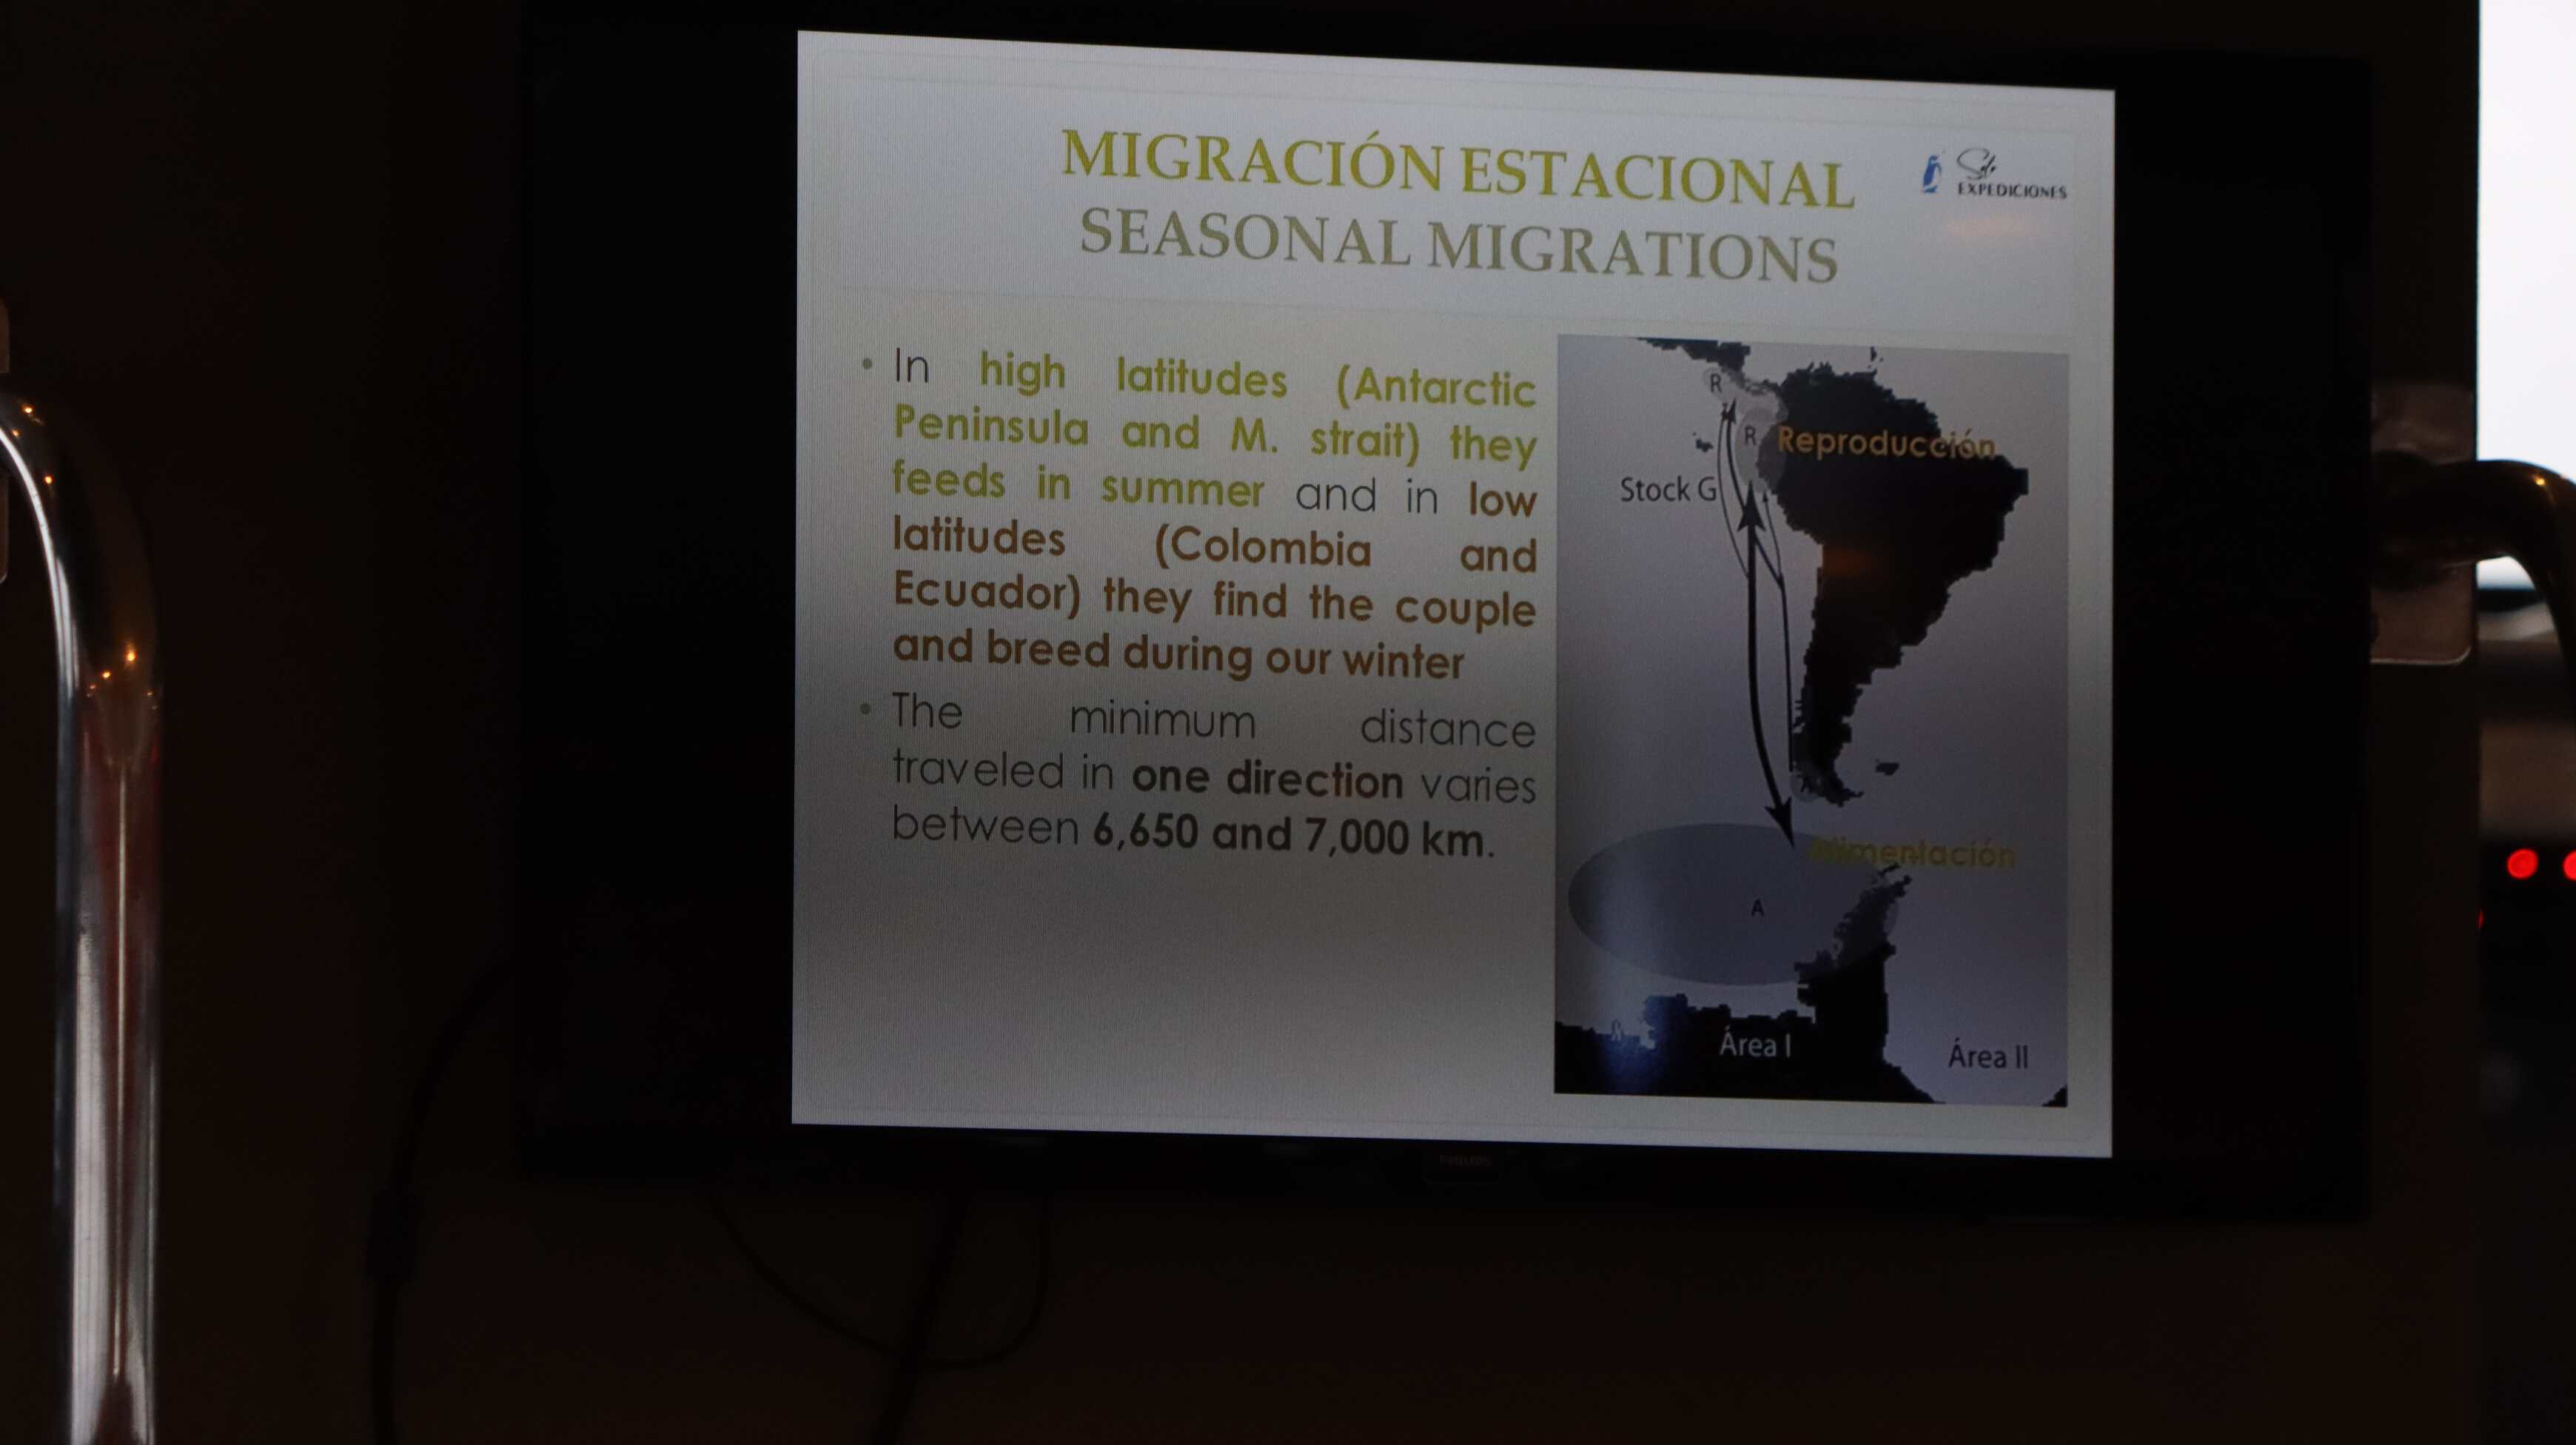 MIGRACIÓN ESTACIONAL
SEASONAL MIGRATIONS
EXPEDICIONES
• In high latitudes (Antarctic
Peninsula and M. strait) they
feeds in summer and in low
latitudes (Colombia and
Ecuador) they find the couple
and breed during our winter
• The minimum distance
traveled in one direction varies
between 6,650 and 7,000 km.
R
R Reproducción
Stock G
A
Alimentación
A
Área I
Área II
PHILIPS